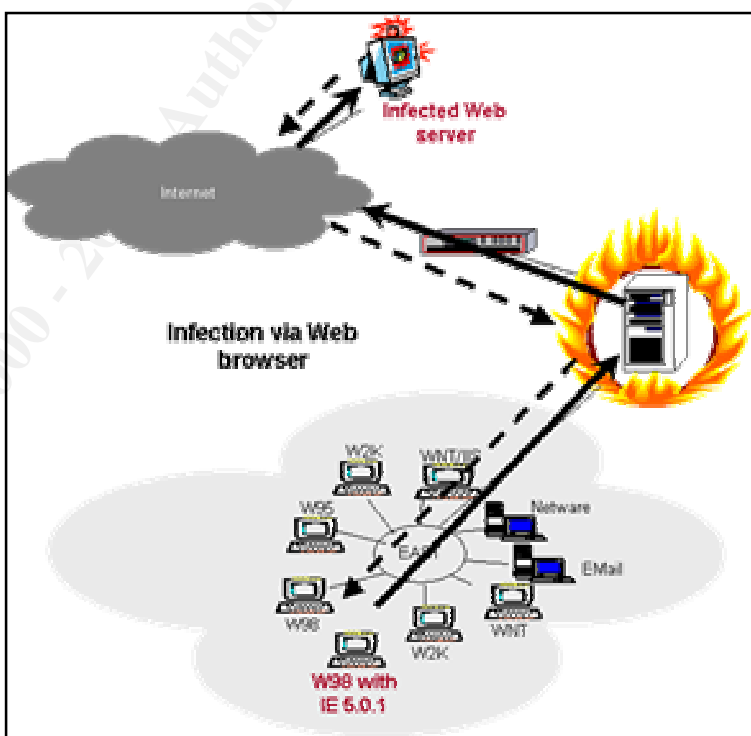 Infected Web
server
Internet
Infection via Web
browser
W2K
WNT/IIS
W95
Netware
EMail
W98
WNT
W2K
W98 with
IE 5.0.1